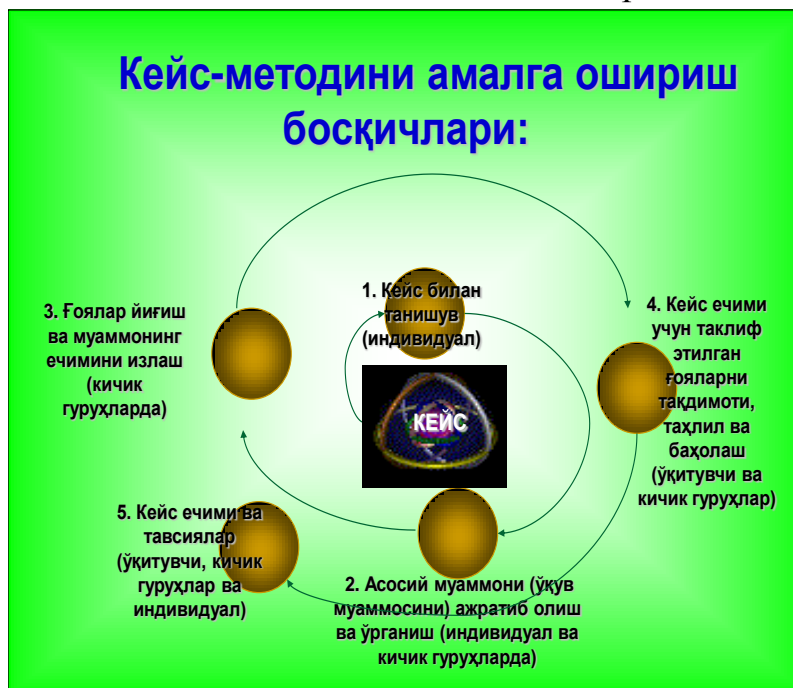 Кейс-методини амалга ошириш
босқичлари:
1. Кейс билан
танишув
(индивидуал)
КЕЙС
2. Асосий муаммони (ўқув
муаммосини) ажратиб олиш
ва ўрганиш (индивидуал ва
кичик гуруҳларда)
3. Ғоялар йиғиш
ва муаммонинг
ечимини излаш
(кичик
гуруҳларда)
4. Кейс ечими
учун таклиф
этилган
ғояларни
тақдимоти,
таҳлил ва
баҳолаш
(ўқитувчи ва
кичик гуруҳлар)
5. Кейс ечими ва
тавсиялар
(ўқитувчи, кичик
гуруҳлар ва
индивидуал)